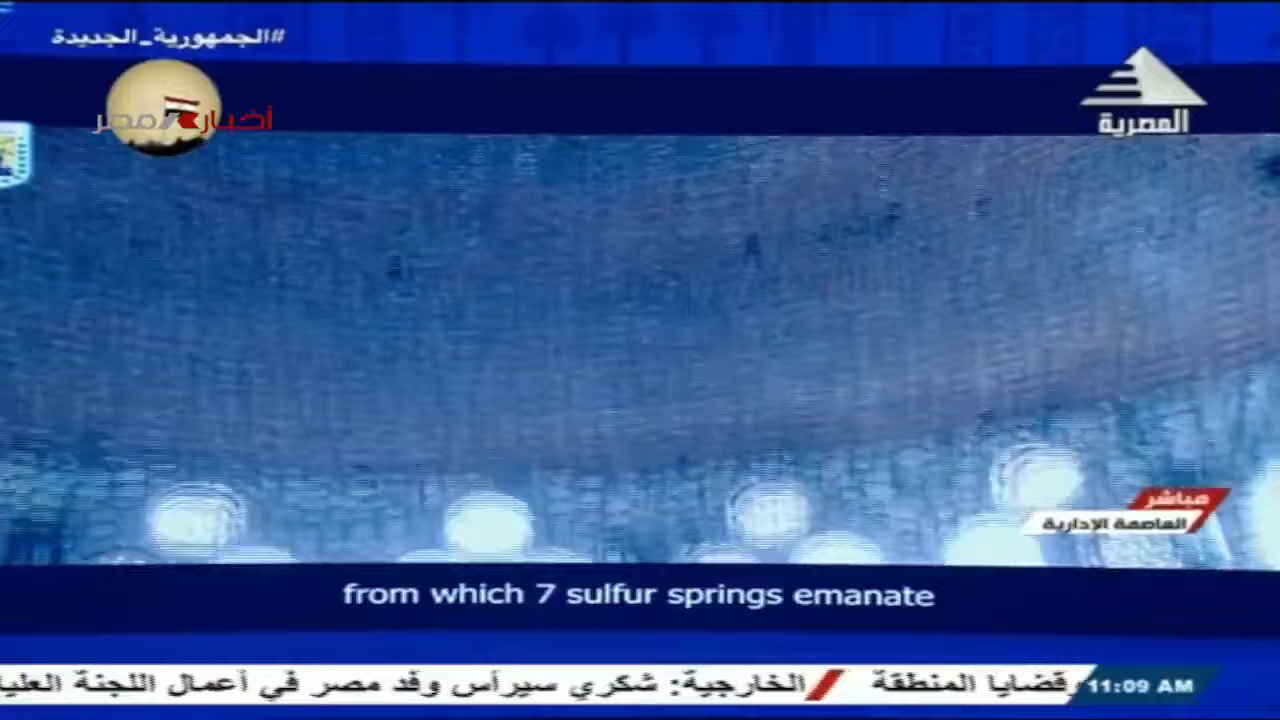 #الجمهورية_الجديدة
أخبار مصر
المصرية
مباشر
العاصمة الإدارية
from which 7 sulfur springs emanate
قضايا المنطقة / الخارجية: شكري سيرأس وفد مصر في أعمال اللجنة العليا
11:09 AM